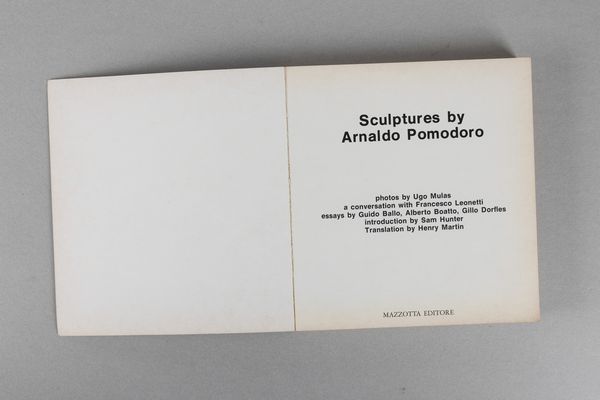 Sculptures by
Arnaldo Pomodoro
photos by Ugo Mulas
a conversation with Francesco Leonetti
essays by Guido Ballo, Alberto Boatto, Gillo Dorfles
introduction by Sam Hunter
Translation by Henry Martin
MAZZOTTA EDITORE